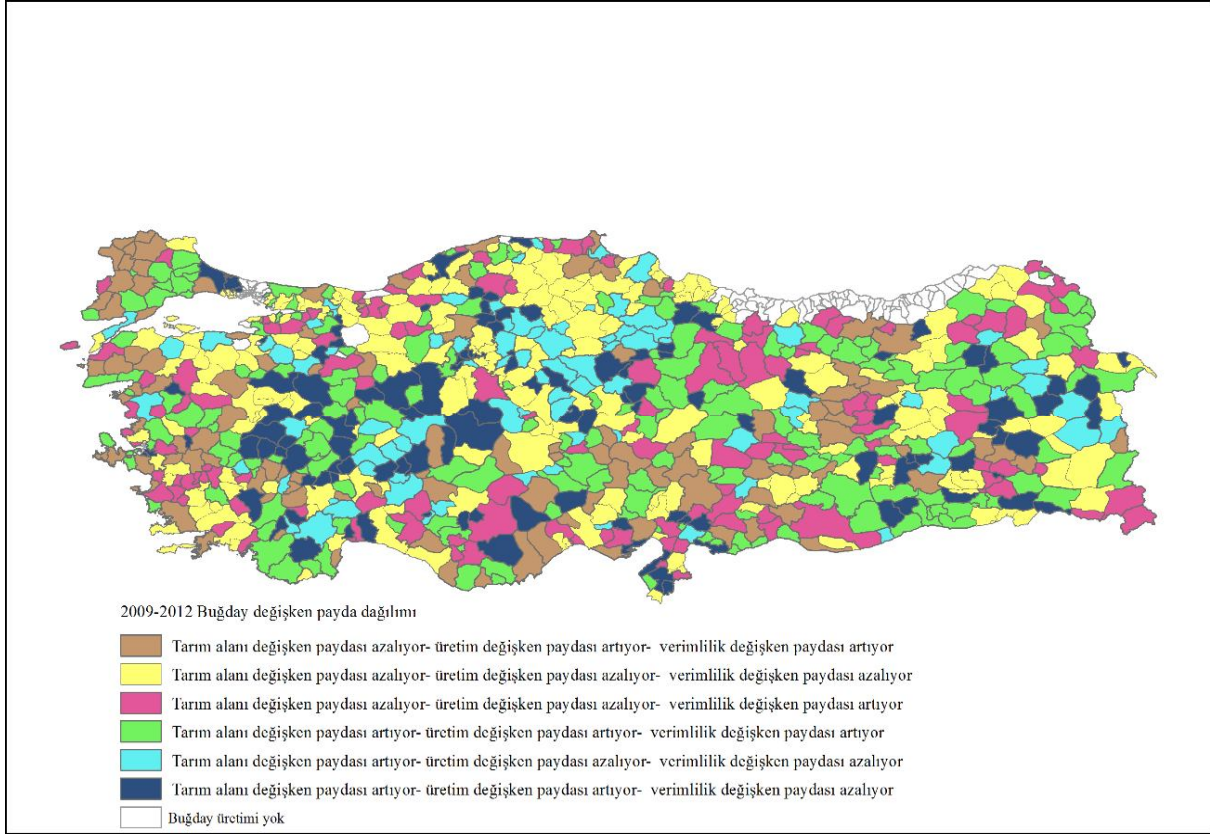 2009-2012 Buğday değişken payda dağılımı
Tarım alanı değişken paydası azalıyor- üretim değişken paydası artıyor- verimlilik değişken paydası artıyor
Tarım alanı değişken paydası azalıyor- üretim değişken paydası azalıyor- verimlilik değişken paydası azalıyor
Tarım alanı değişken paydası azalıyor- üretim değişken paydası azalıyor- verimlilik değişken paydası artıyor
Tarım alanı değişken paydası artıyor- üretim değişken paydası artıyor- verimlilik değişken paydası artıyor
Tarım alanı değişken paydası artıyor- üretim değişken paydası azalıyor- verimlilik değişken paydası azalıyor
Tarım alanı değişken paydası artıyor- üretim değişken paydası artıyor- verimlilik değişken paydası azalıyor
Buğday üretimi yok